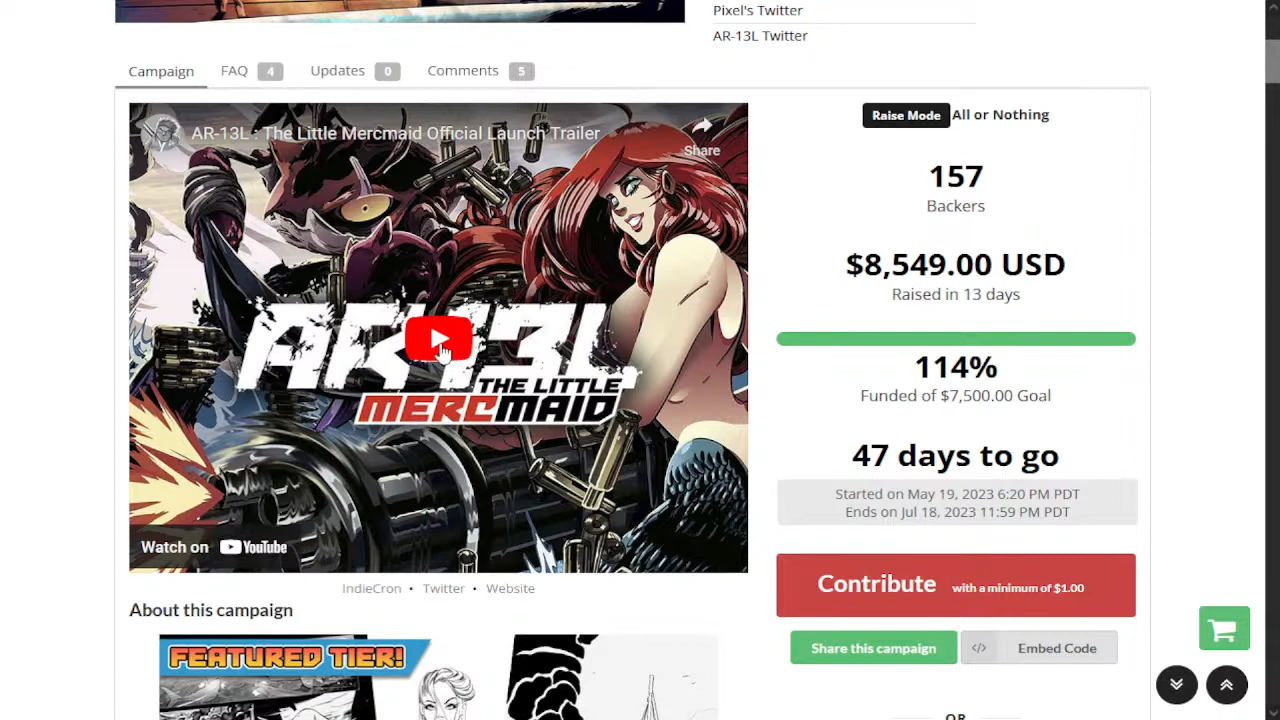 Pixel's Twitter
AR-13L Twitter
Campaign FAQ 4 Updates 0 Comments 5
AR-13L : The Little Mercmaid Official Launch Trailer
Share
AR-13L
THE LITTLE
MERCMAID
Watch on YouTube
IndieCron • Twitter • Website
About this campaign
FEATURED TIER!
Raise Mode All or Nothing
157
Backers
$8,549.00 USD
Raised in 13 days
114%
Funded of $7,500.00 Goal
47 days to go
Started on May 19, 2023 6:20 PM PDT
Ends on Jul 18, 2023 11:59 PM PDT
Contribute with a minimum of $1.00
Share this campaign </> Embed Code
OR